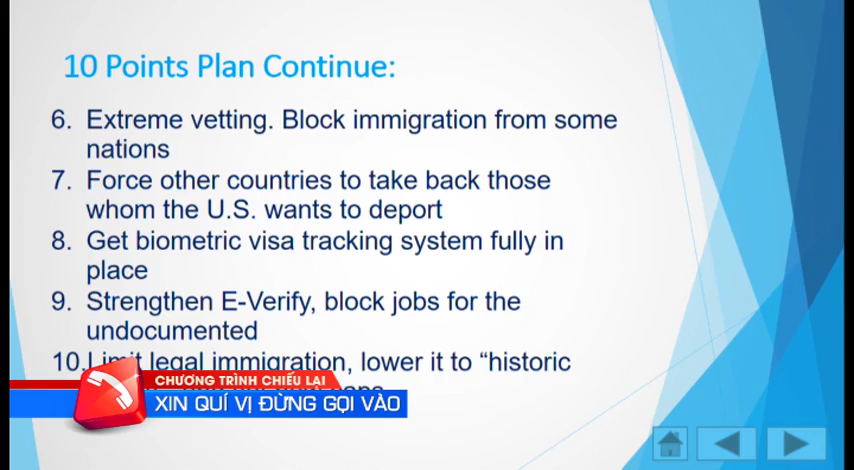 10 Points Plan Continue:
6. Extreme vetting. Block immigration from some
nations
7. Force other countries to take back those
whom the U.S. wants to deport
8. Get biometric visa tracking system fully in
place
9. Strengthen E-Verify, block jobs for the
undocumented
10.Limit legal immigration, lower it to “historic
CHƯƠNG TRÌNH CHIẾU LẠI
XIN QUÍ VỊ ĐỪNG GỌI VÀO